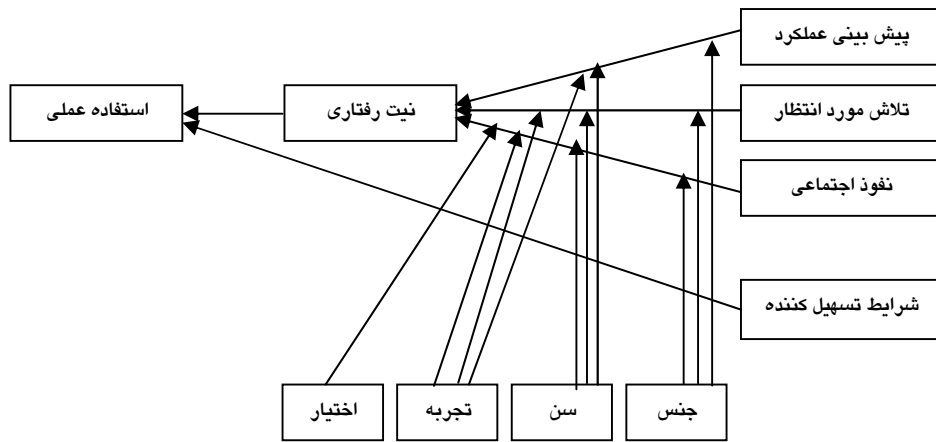 پیش بینی عملکرد
تلاش مورد انتظار
نیت رفتاری
استفاده عملی
نفوذ اجتماعی
شرایط تسهیل کننده
جنس
سن
تجربه
اختیار